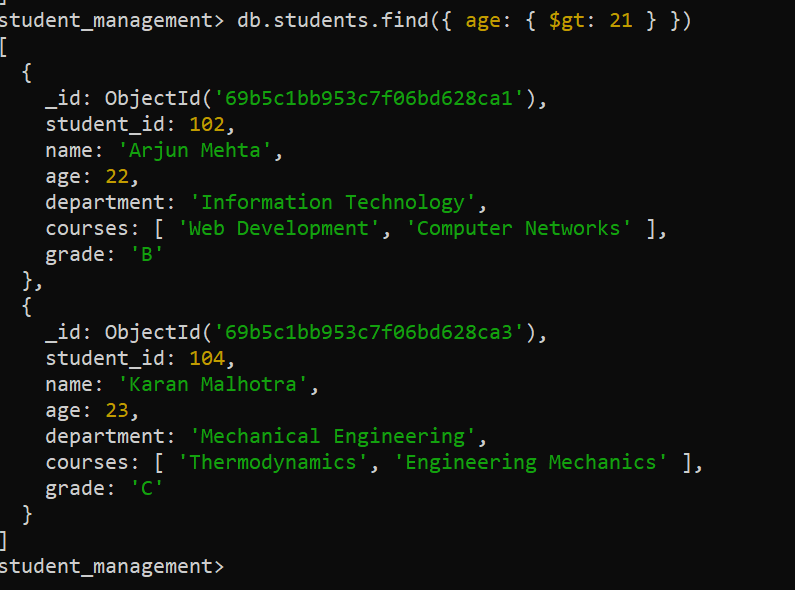 ]
student_management> db.students.find({ age: { $gt: 21 } })
[
  {
    _id: ObjectId('69b5c1bb953c7f06bd628ca1'),
    student_id: 102,
    name: 'Arjun Mehta',
    age: 22,
    department: 'Information Technology',
    courses: [ 'Web Development', 'Computer Networks' ],
    grade: 'B'
  },
  {
    _id: ObjectId('69b5c1bb953c7f06bd628ca3'),
    student_id: 104,
    name: 'Karan Malhotra',
    age: 23,
    department: 'Mechanical Engineering',
    courses: [ 'Thermodynamics', 'Engineering Mechanics' ],
    grade: 'C'
  }
]
student_management>